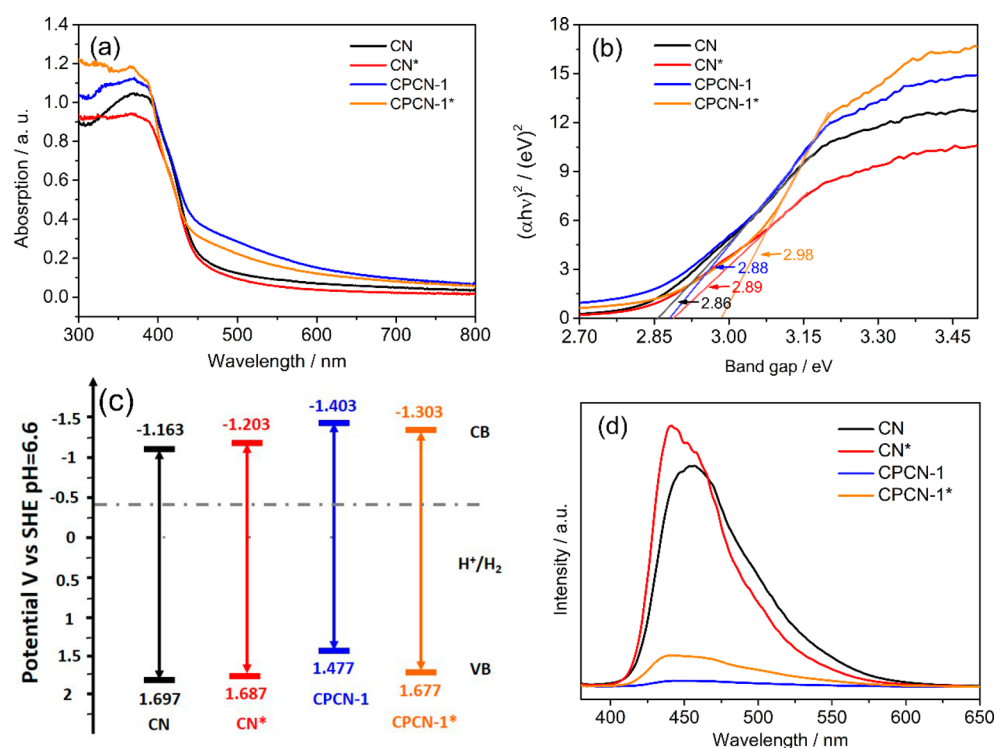 (a)
CN
CN*
CPCN-1
CPCN-1*
1.4
1.2
1.0
0.8
0.6
0.4
0.2
0.0
Abosrption / a. u.
300 400 500 600 700 800
Wavelength / nm
(b)
CN
CN*
CPCN-1
CPCN-1*
18
15
12
9
6
3
0
(αhν)² / (eV)²
2.98
2.88
2.89
2.86
2.70 2.85 3.00 3.15 3.30 3.45
Band gap / eV
(c)
Potential V vs SHE pH=6.6
-1.5
-1
-0.5
0
0.5
1
1.5
2
-1.163
-1.203
-1.403
-1.303
CB
H⁺/H₂
VB
1.697
1.687
1.477
1.677
CN
CN*
CPCN-1
CPCN-1*
(d)
CN
CN*
CPCN-1
CPCN-1*
Intensity / a.u.
400 450 500 550 600 650
Wavelength / nm